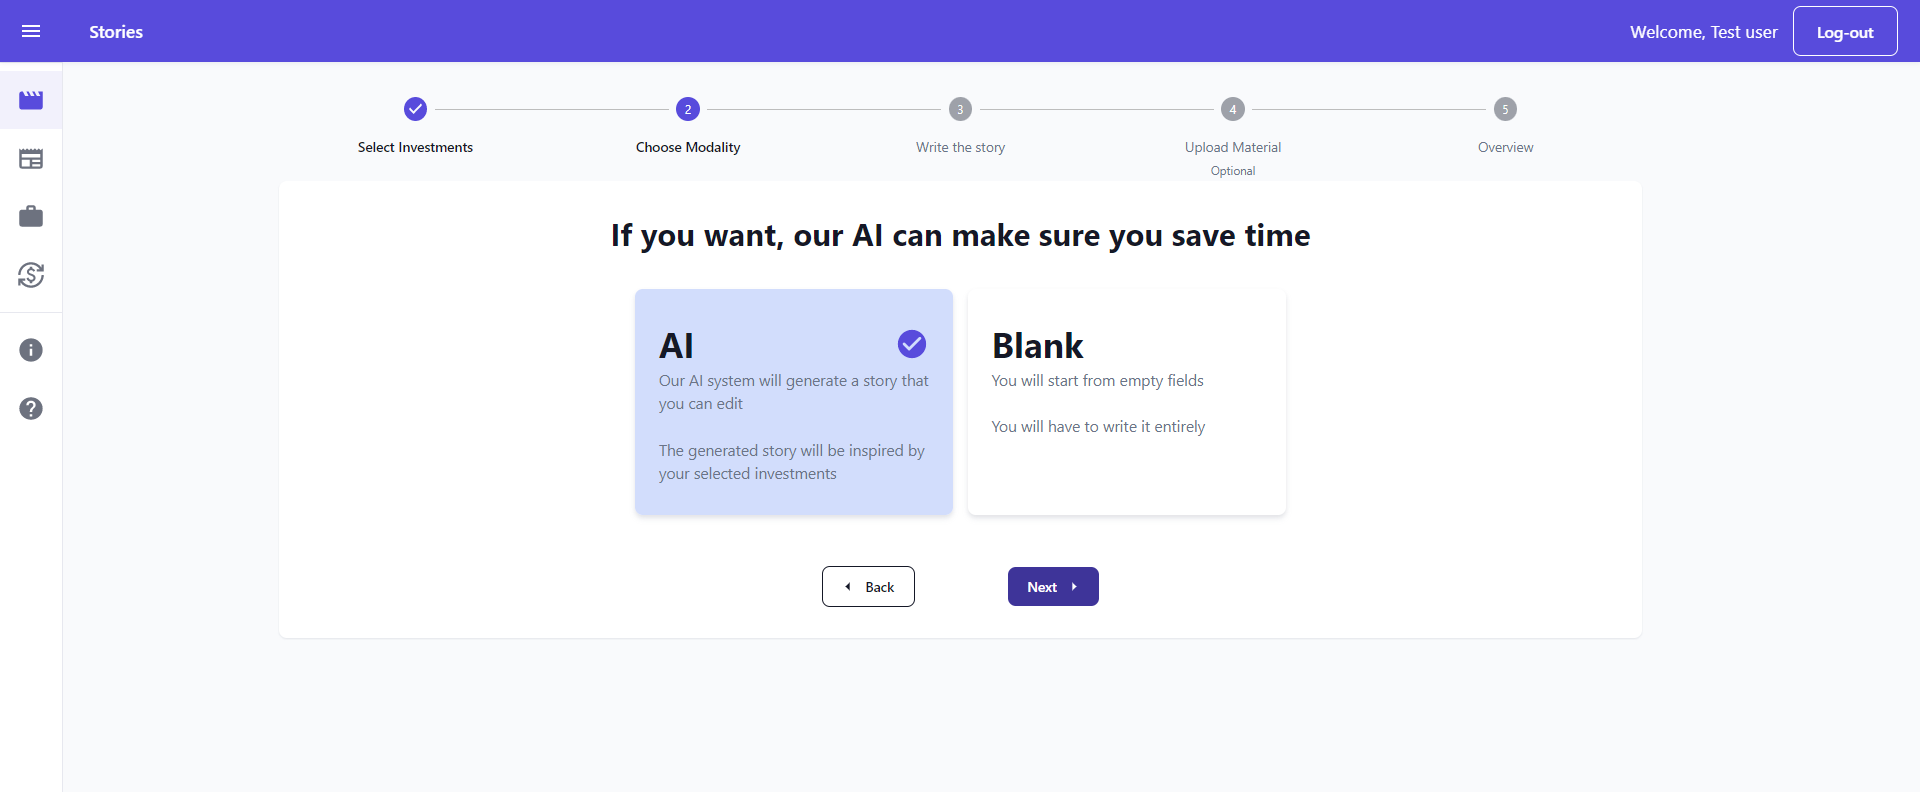 Stories
Welcome, Test user
Log-out
2
3
4
5
Select Investments
Choose Modality
Write the story
Upload Material
Optional
Overview
If you want, our AI can make sure you save time
AI
Our AI system will generate a story that
you can edit
The generated story will be inspired by
your selected investments
Blank
You will start from empty fields
You will have to write it entirely
Back
Next